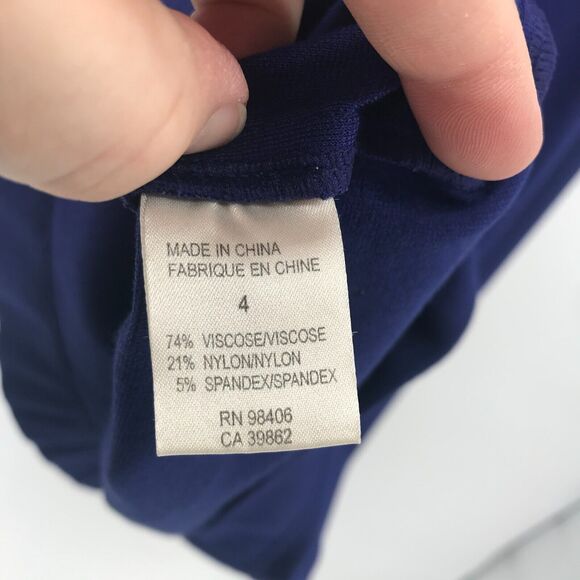 MADE IN CHINA
FABRIQUE EN CHINE
4
74% VISCOSE/VISCOSE
21% NYLON/NYLON
5% SPANDEX/SPANDEX
RN 98406
CA 39862